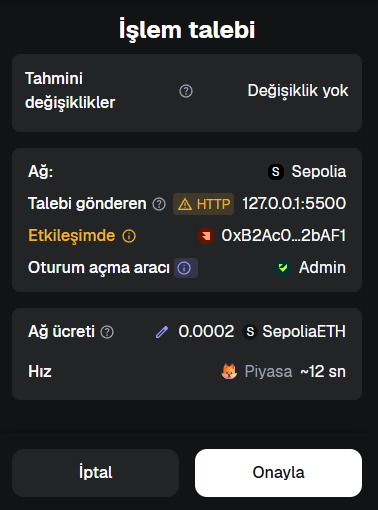 İşlem talebi
Tahmini değişiklikler ? Değişiklik yok
Ağ: S Sepolia
Talebi gönderen ? HTTP 127.0.0.1:5500
Etkileşimde 0xB2Ac0...2bAF1
Oturum açma aracı Admin
Ağ ücreti ? 0.0002 S SepoliaETH
Hız Piyasa ~12 sn
İptal Onayla